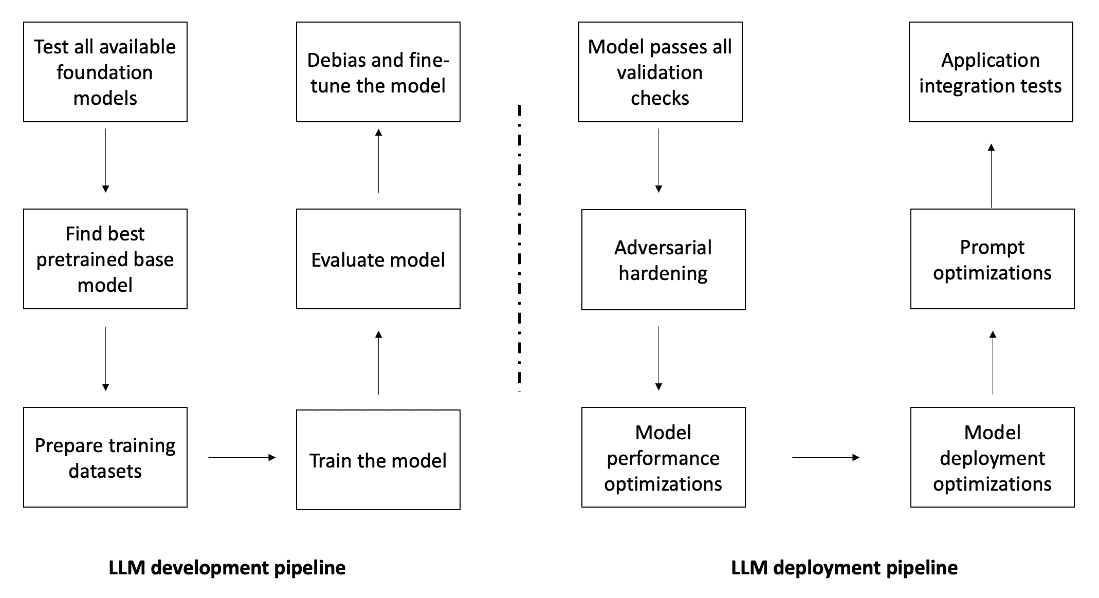 Test all available
foundation
models
Find best
pretrained base
model
Prepare training
datasets
Train the model
Evaluate model
Debias and fine-
tune the model
LLM development pipeline
Model passes all
validation
checks
Adversarial
hardening
Model
performance
optimizations
Model
deployment
optimizations
Prompt
optimizations
Application
integration tests
LLM deployment pipeline